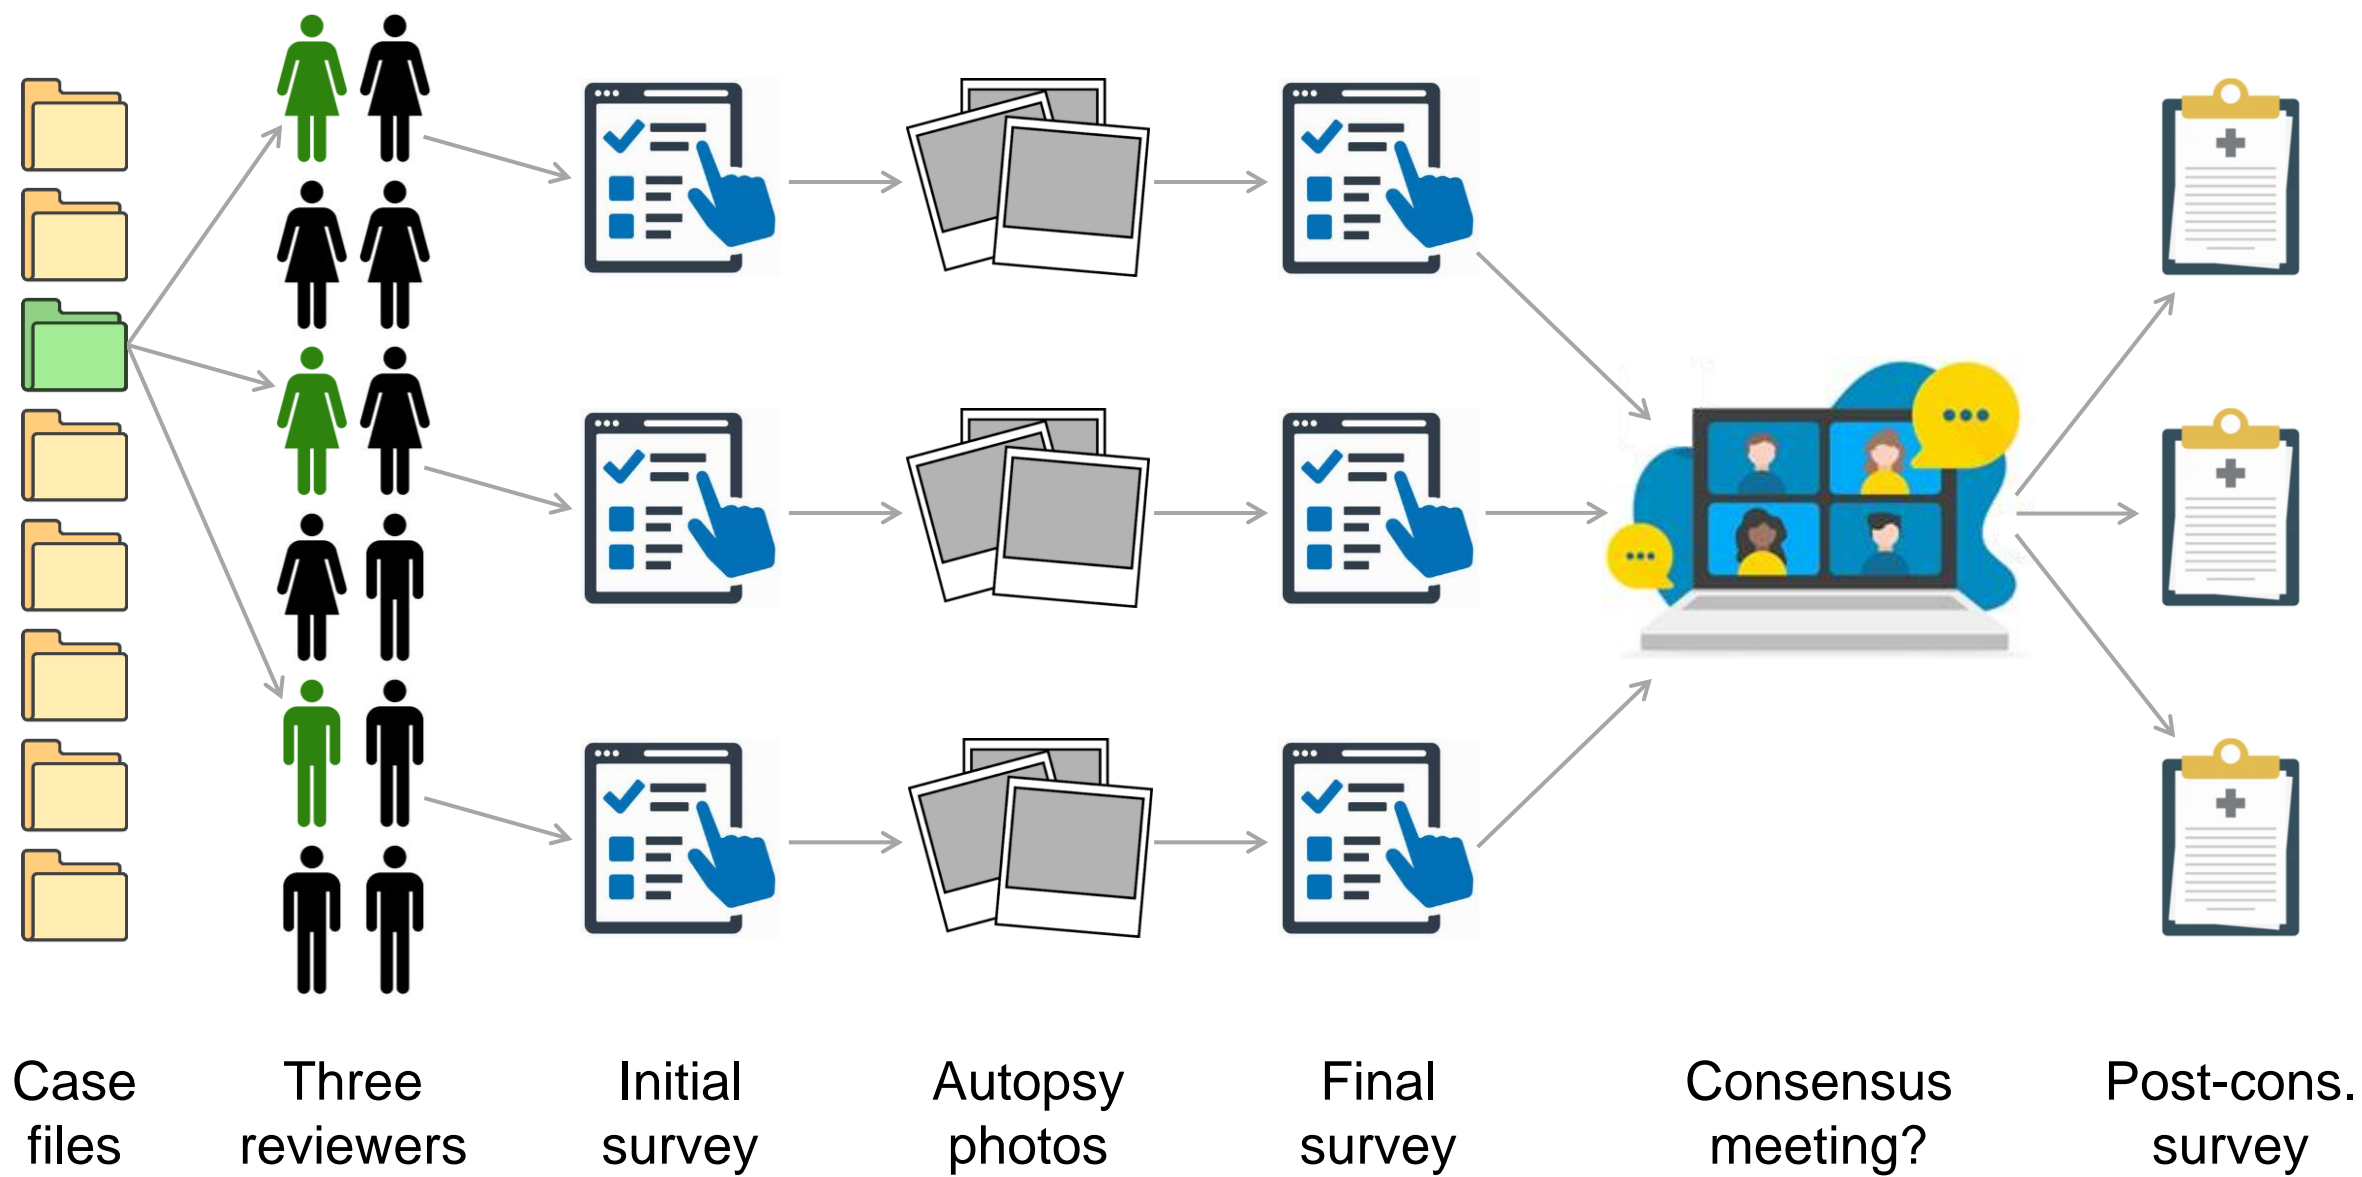 Case
files
Three
reviewers
Initial
survey
Autopsy
photos
Final
survey
Consensus
meeting?
Post-cons.
survey